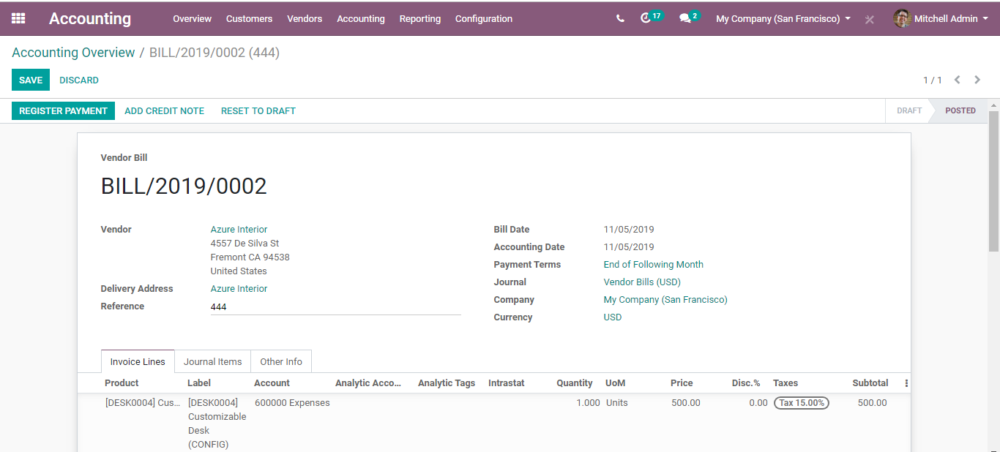 Accounting Overview Customers Vendors Accounting Reporting Configuration 17 2 My Company (San Francisco) Mitchell Admin
Accounting Overview / BILL/2019/0002 (444)
SAVE DISCARD 1 / 1
REGISTER PAYMENT ADD CREDIT NOTE RESET TO DRAFT DRAFT POSTED
Vendor Bill
BILL/2019/0002
Vendor Azure Interior
4557 De Silva St
Fremont CA 94538
United States
Delivery Address Azure Interior
Reference 444
Bill Date 11/05/2019
Accounting Date 11/05/2019
Payment Terms End of Following Month
Journal Vendor Bills (USD)
Company My Company (San Francisco)
Currency USD
Invoice Lines Journal Items Other Info
Product Label Account Analytic Acco... Analytic Tags Intrastat Quantity UoM Price Disc.% Taxes Subtotal
[DESK0004] Cus... [DESK0004] 600000 Expenses 1.000 Units 500.00 0.00 Tax 15.00% 500.00
Customizable
Desk
(CONFIG)